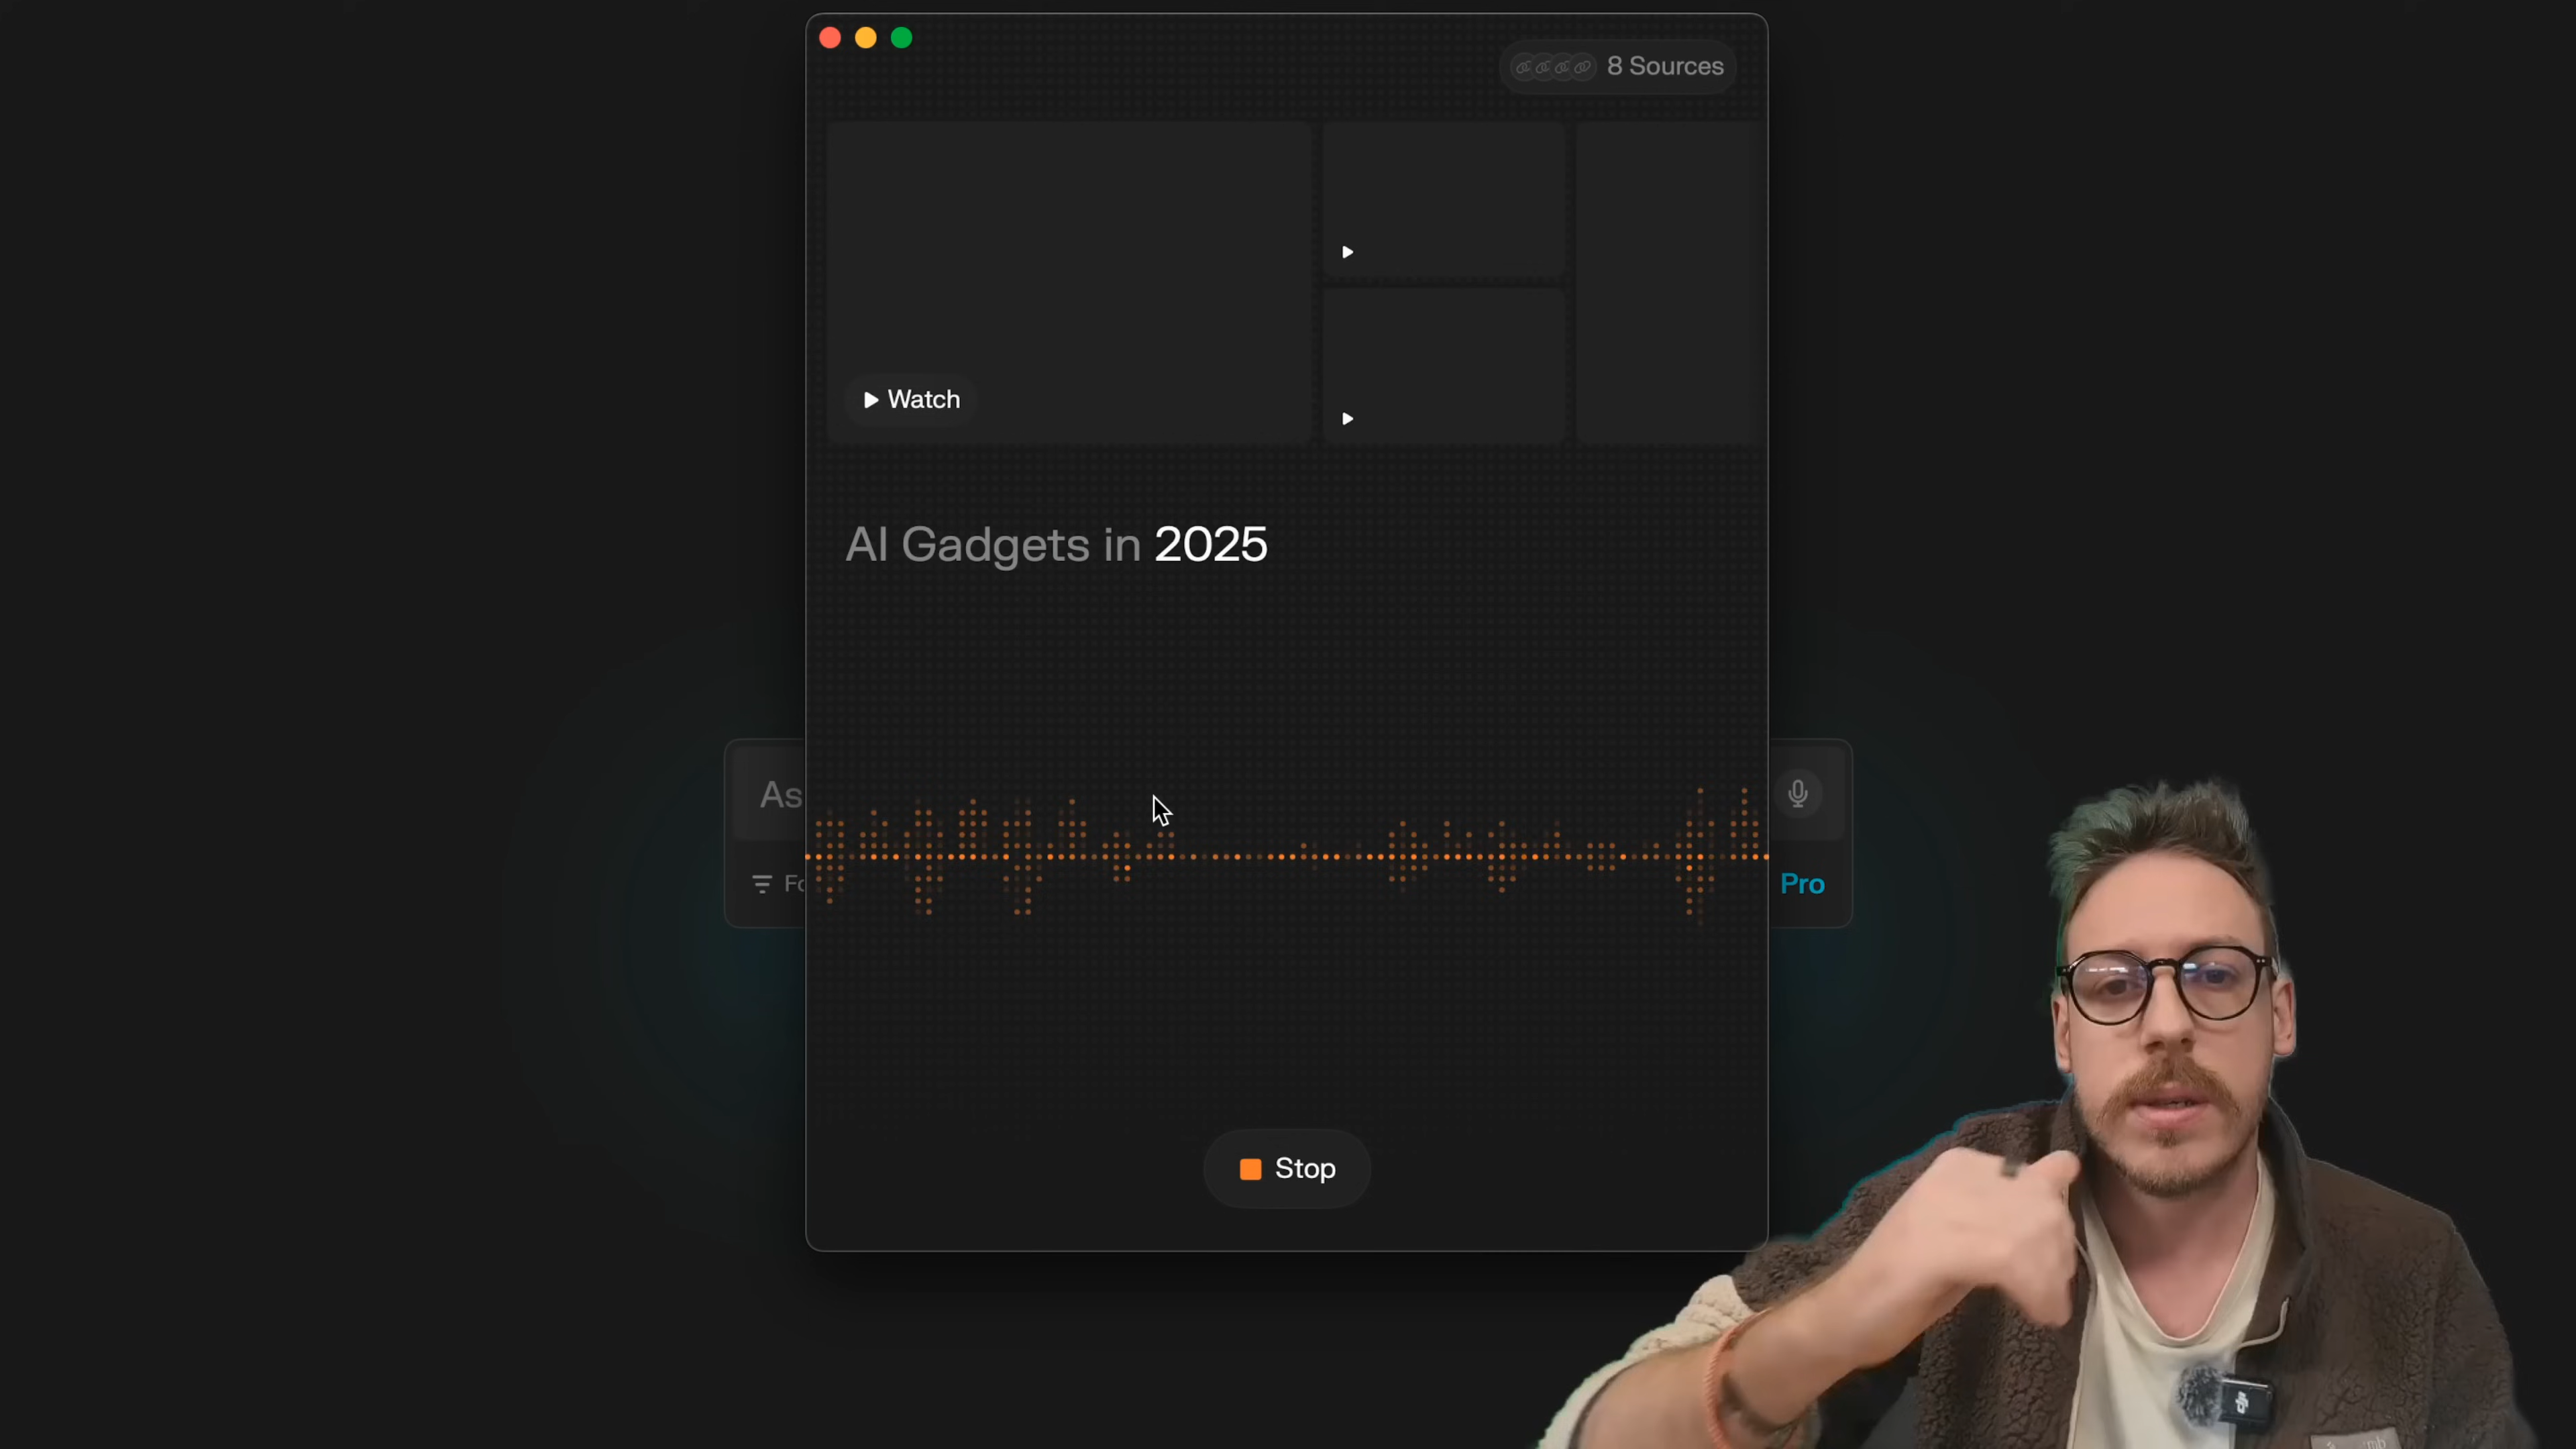 8 Sources
Watch
AI Gadgets in 2025
As
Fo
Pro
Stop